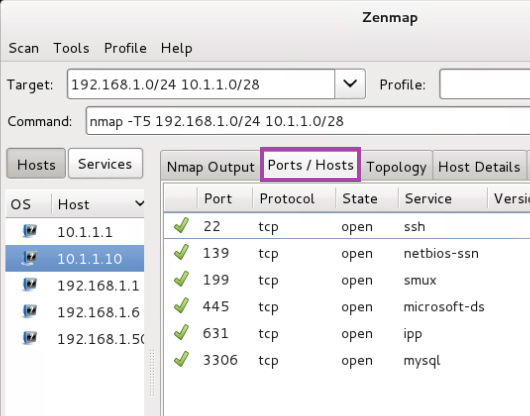 Zenmap
Scan Tools Profile Help
Target: 192.168.1.0/24 10.1.1.0/28 Profile:
Command: nmap -T5 192.168.1.0/24 10.1.1.0/28
Hosts Services Nmap Output Ports / Hosts Topology Host Details
OS Host Port Protocol State Service
10.1.1.1 22 tcp open ssh
10.1.1.10 139 tcp open netbios-ssn
192.168.1.1 199 tcp open smux
192.168.1.6 445 tcp open microsoft-ds
192.168.1.50 631 tcp open ipp
3306 tcp open mysql